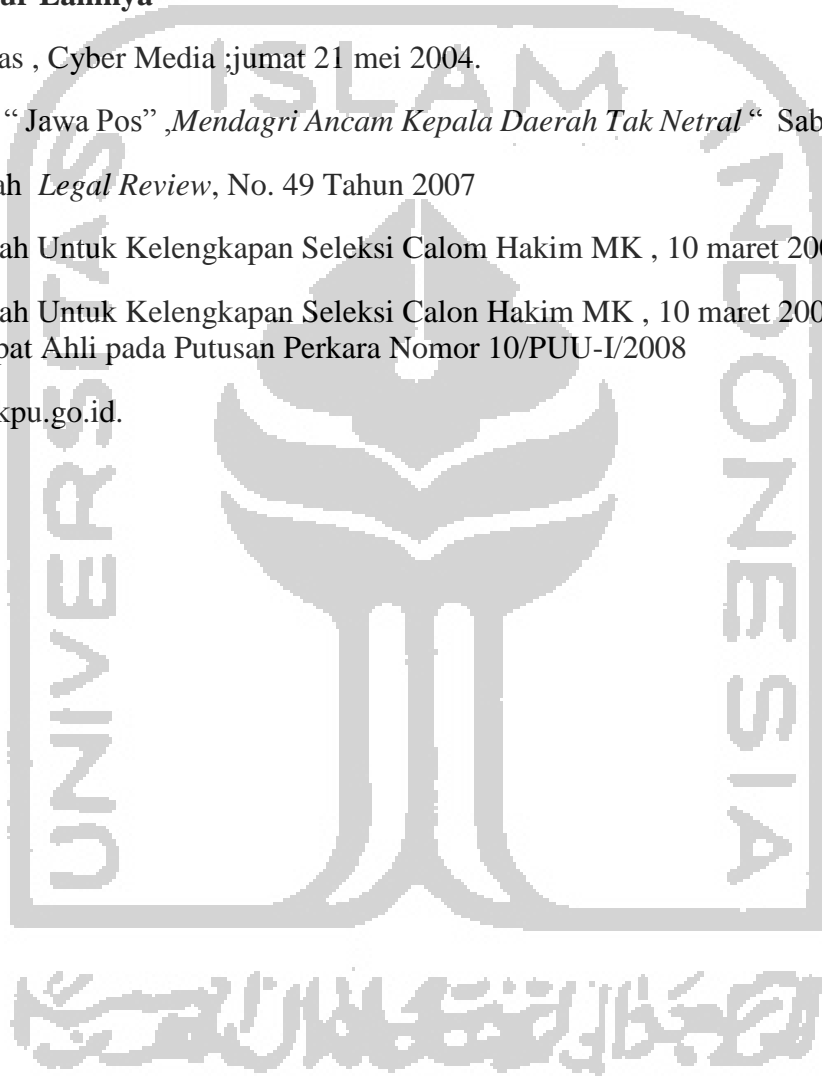 ur Lainnya
as , Cyber Media ;jumat 21 mei 2004.
“ Jawa Pos” ,Mendagri Ancam Kepala Daerah Tak Netral “ Sab
ah Legal Review, No. 49 Tahun 2007
ah Untuk Kelengkapan Seleksi Calom Hakim MK , 10 maret 200
ah Untuk Kelengkapan Seleksi Calon Hakim MK , 10 maret 200
pat Ahli pada Putusan Perkara Nomor 10/PUU-I/2008
kpu.go.id.
ISLAM
UNIVERSITAS
INDONESIA